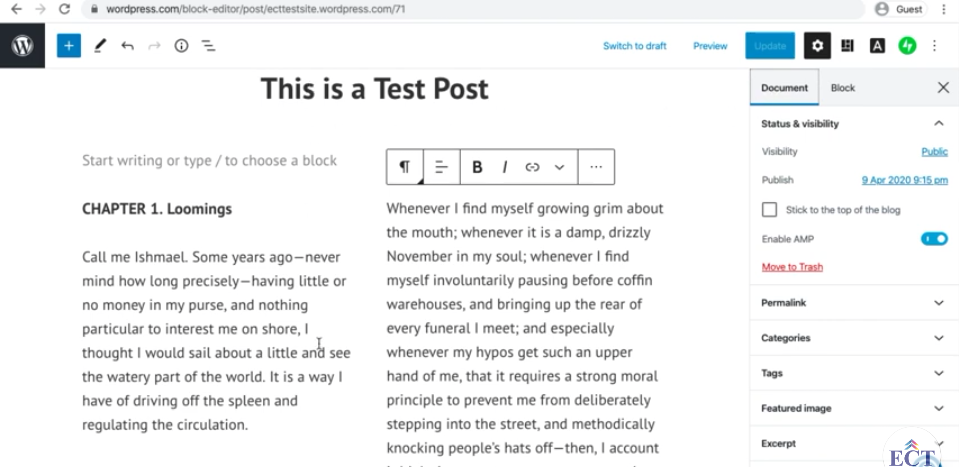 wordpress.com/block-editor/post/ecttestsite.wordpress.com/71
Guest
Switch to draft
Preview
Update
This is a Test Post
Document
Block
Status & visibility
Visibility
Public
Publish
9 Apr 2020 9:15 pm
Stick to the top of the blog
Enable AMP
Move to Trash
Permalink
Categories
Tags
Featured image
Excerpt
Start writing or type / to choose a block
B I
CHAPTER 1. Loomings
Call me Ishmael. Some years ago—never
mind how long precisely—having little or
no money in my purse, and nothing
particular to interest me on shore, I
thought I would sail about a little and see
the watery part of the world. It is a way I
have of driving off the spleen and
regulating the circulation.
Whenever I find myself growing grim about
the mouth; whenever it is a damp, drizzly
November in my soul; whenever I find
myself involuntarily pausing before coffin
warehouses, and bringing up the rear of
every funeral I meet; and especially
whenever my hypos get such an upper
hand of me, that it requires a strong moral
principle to prevent me from deliberately
stepping into the street, and methodically
knocking people's hats off—then, I account
ECT